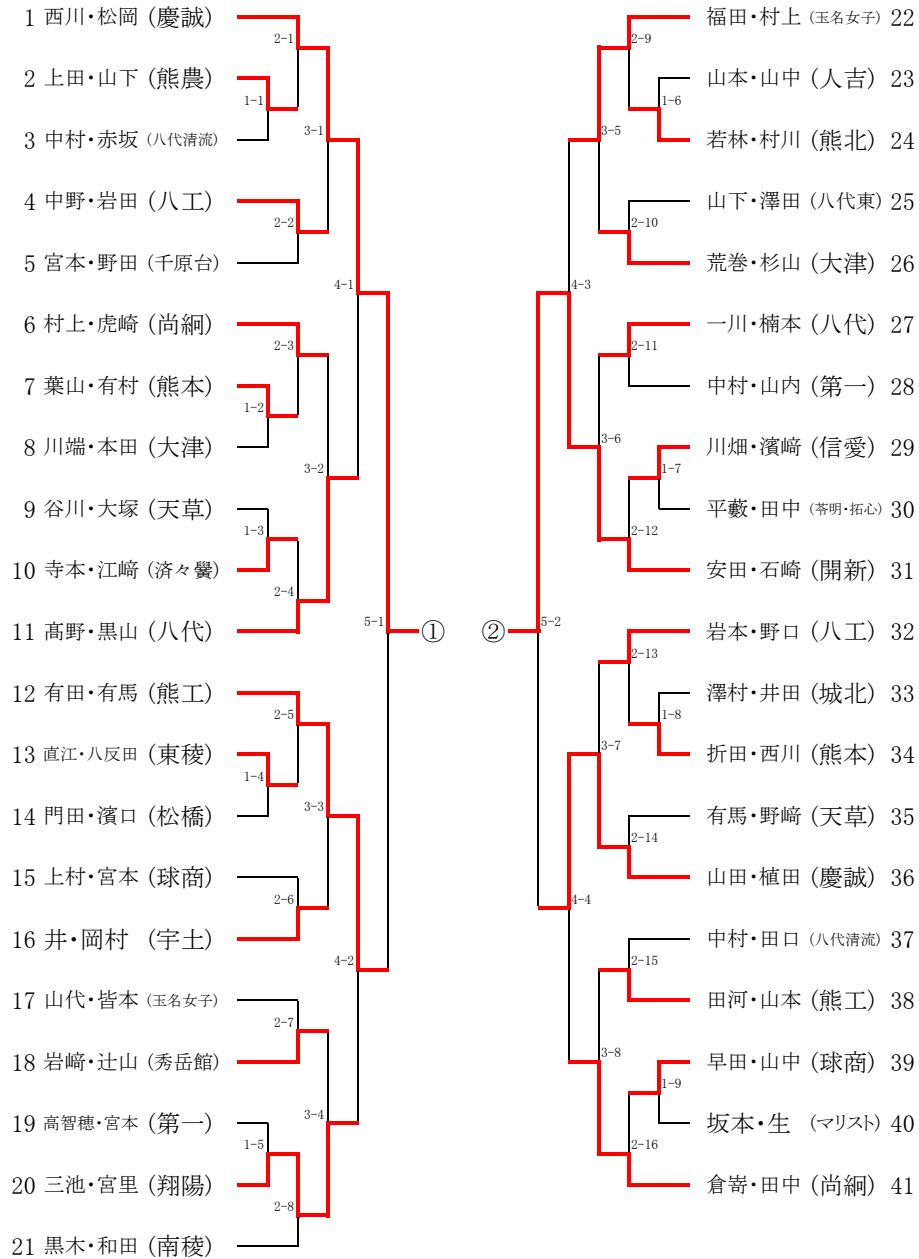 1 西川・松岡 (慶誠)
2-1
2 上田・山下 (熊農)
1-1
3 中村・赤坂 (八代清流)
3-1
4 中野・岩田 (八工)
2-2
5 宮本・野田 (千原台)
4-1
6 村上・虎崎 (尚絅)
2-3
7 葉山・有村 (熊本)
1-2
8 川端・本田 (大津)
3-2
9 谷川・大塚 (天草)
1-3
10 寺本・江﨑 (済々黌)
2-4
11 髙野・黒山 (八代)
5-1
①
12 有田・有馬 (熊工)
2-5
13 直江・八反田 (東稜)
1-4
14 門田・濱口 (松橋)
3-3
15 上村・宮本 (球商)
2-6
16 井・岡村 (宇土)
4-2
17 山代・皆本 (玉名女子)
2-7
18 岩﨑・辻山 (秀岳館)
3-4
19 高智穂・宮本 (第一)
1-5
20 三池・宮里 (翔陽)
2-8
21 黒木・和田 (南稜)
福田・村上 (玉名女子) 22
2-9
山本・山中 (人吉) 23
1-6
若林・村川 (熊北) 24
3-5
山下・澤田 (八代東) 25
2-10
荒巻・杉山 (大津) 26
4-3
一川・楠本 (八代) 27
2-11
中村・山内 (第一) 28
3-6
川畑・濱﨑 (信愛) 29
1-7
平藪・田中 (苓明・拓心) 30
2-12
安田・石崎 (開新) 31
②
5-2
岩本・野口 (八工) 32
2-13
澤村・井田 (城北) 33
1-8
折田・西川 (熊本) 34
3-7
有馬・野﨑 (天草) 35
2-14
山田・植田 (慶誠) 36
4-4
中村・田口 (八代清流) 37
2-15
田河・山本 (熊工) 38
3-8
早田・山中 (球商) 39
1-9
坂本・生 (マリスト) 40
2-16
倉嵜・田中 (尚絅) 41